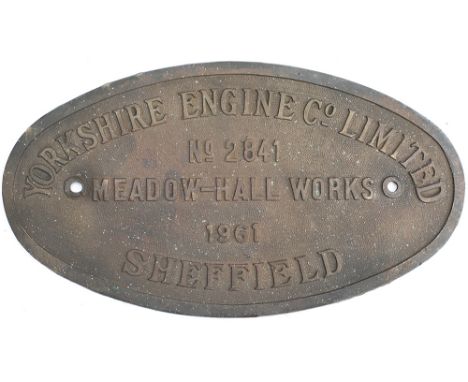 YORKSHIRE ENGINE Co LIMITED
No 2841
MEADOW-HALL WORKS
1961
SHEFFIELD